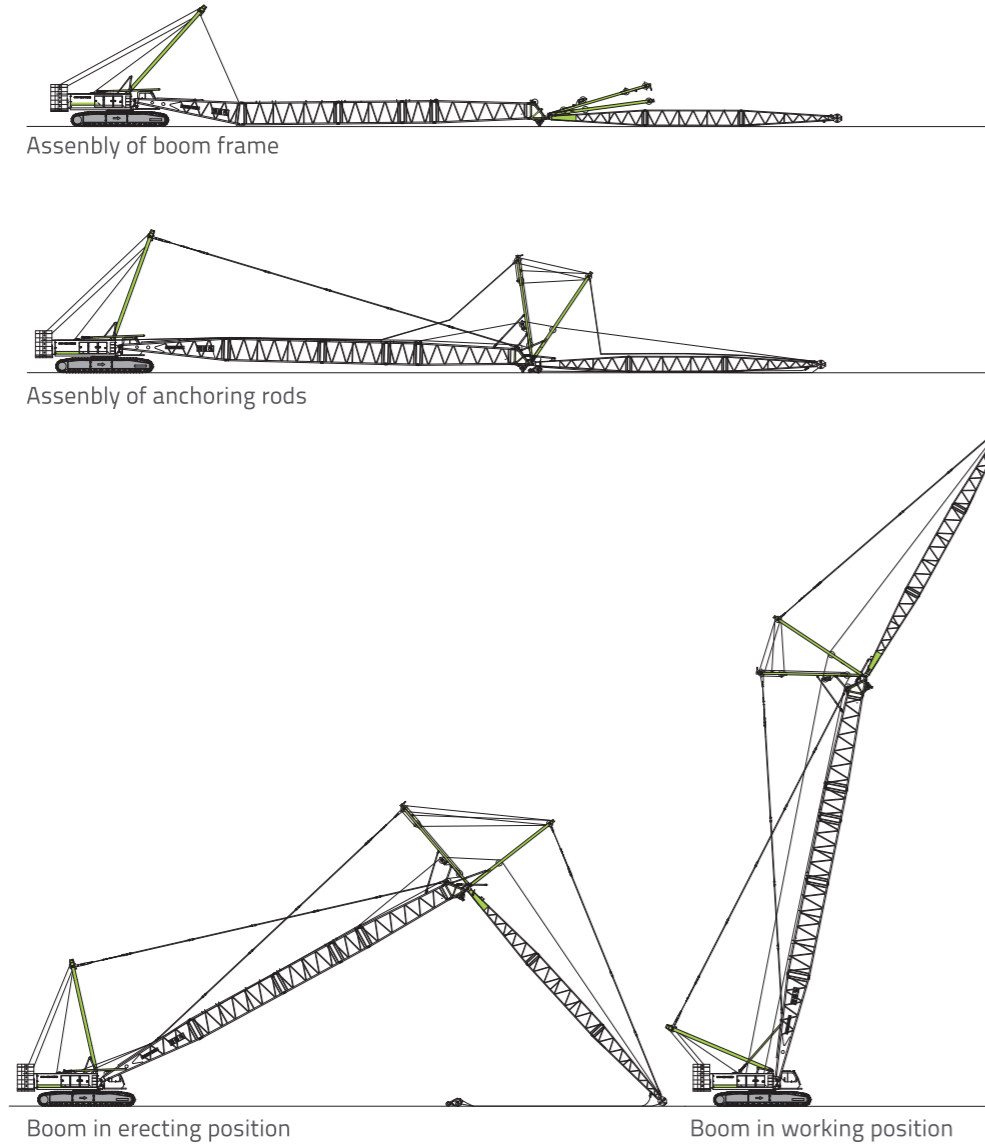 Assenbly of boom frame
Assenbly of anchoring rods
Boom in erecting position
Boom in working position